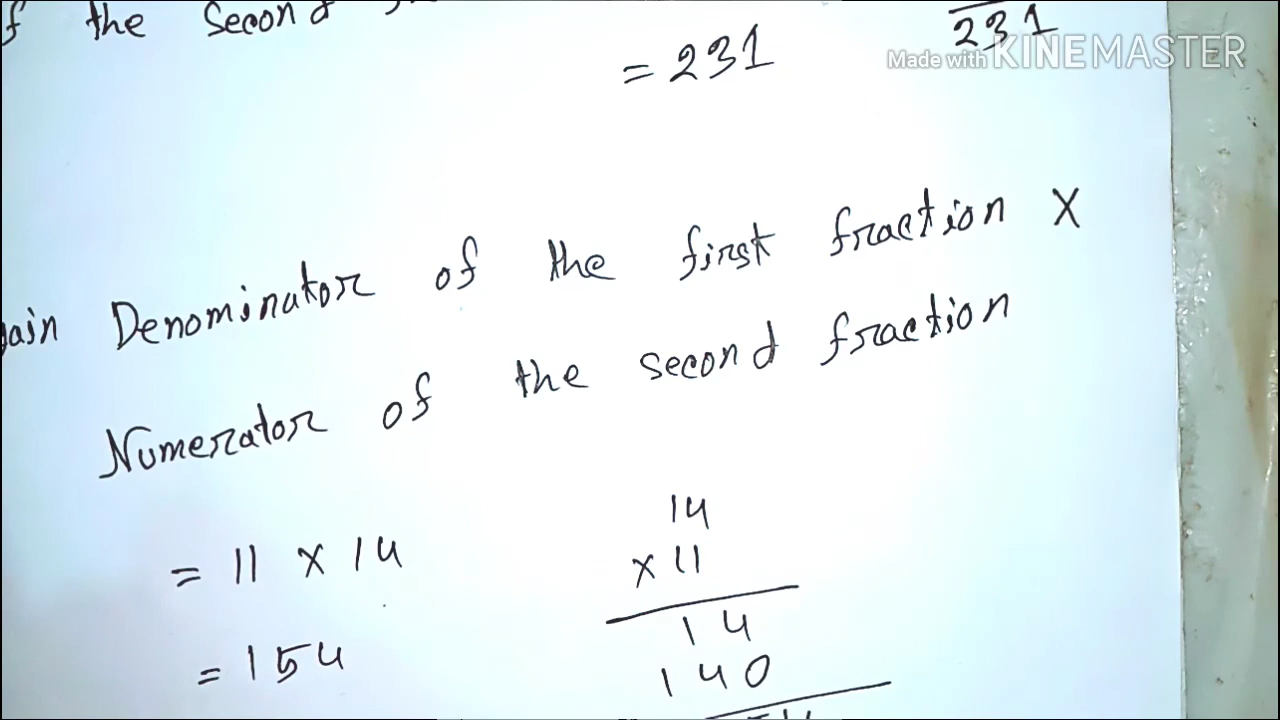 the Second
231
= 231
Made with KINEMASTER
Denominator of the first fraction X
Numerator of the second fraction
= 11 x 14
14
x 11
14
= 154
140